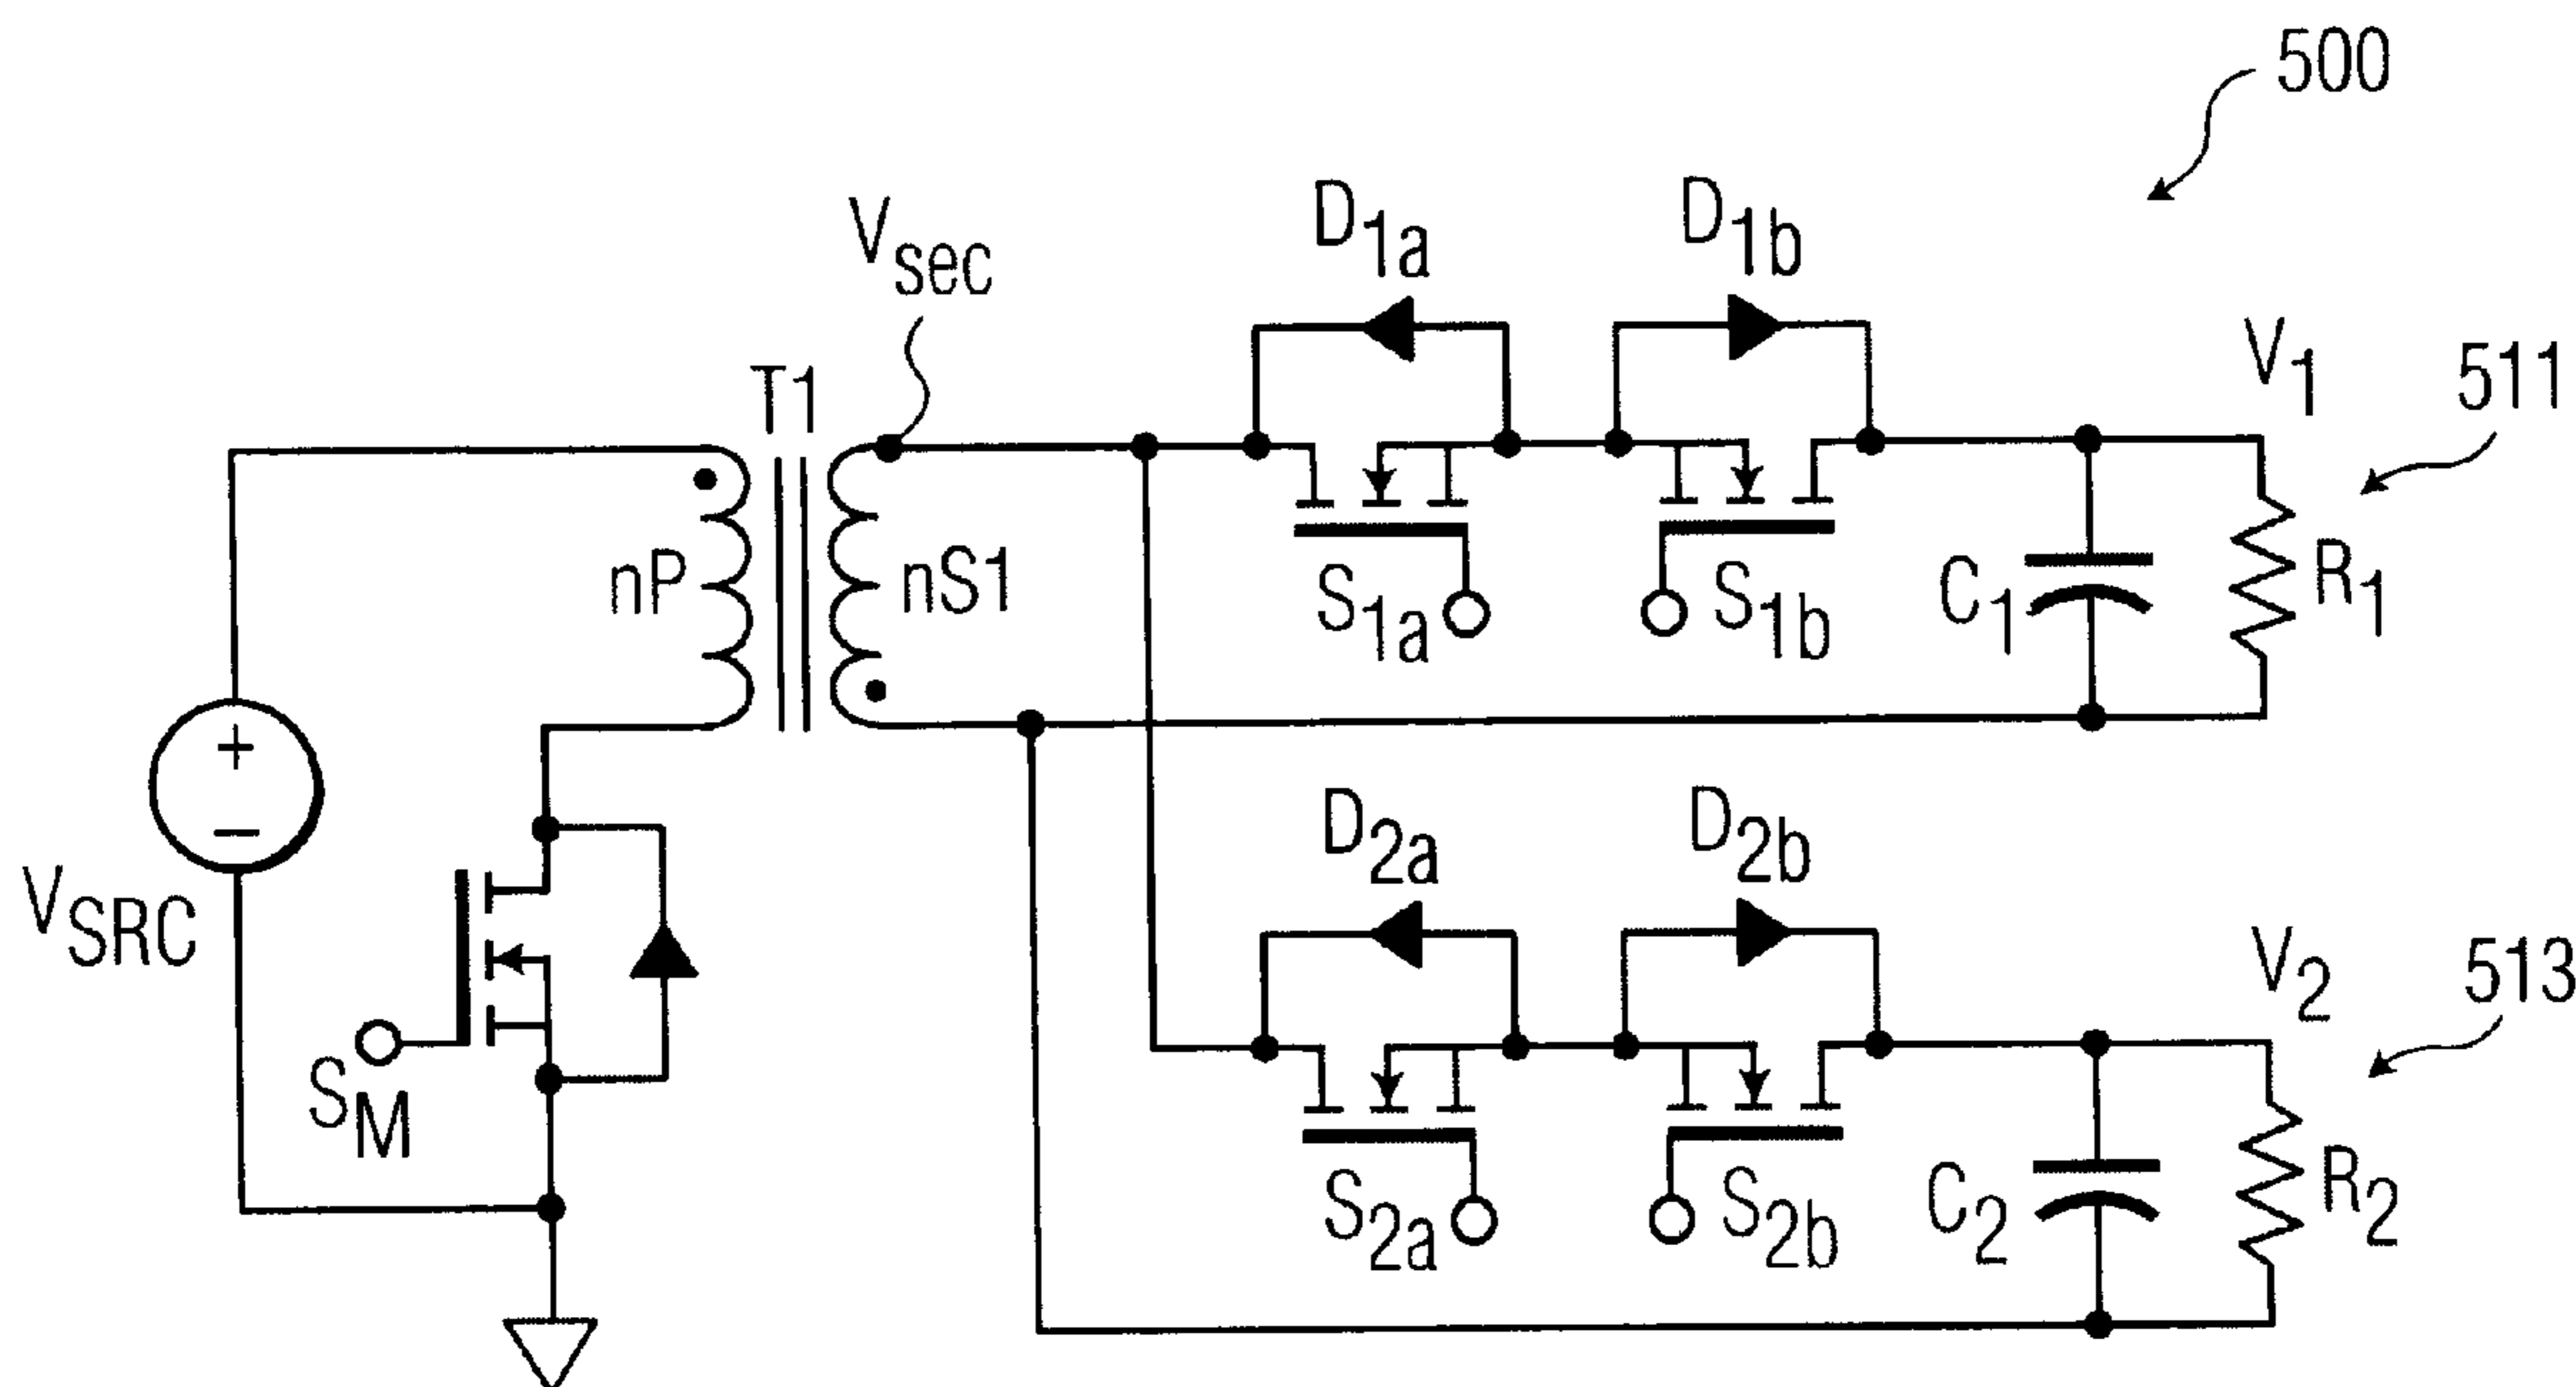 500
D1a
D1b
Vsec
T1
V1
511
nP
nS1
S1a
S1b
C1
R1
+
−
VSRC
D2a
D2b
V2
513
SM
S2a
S2b
C2
R2